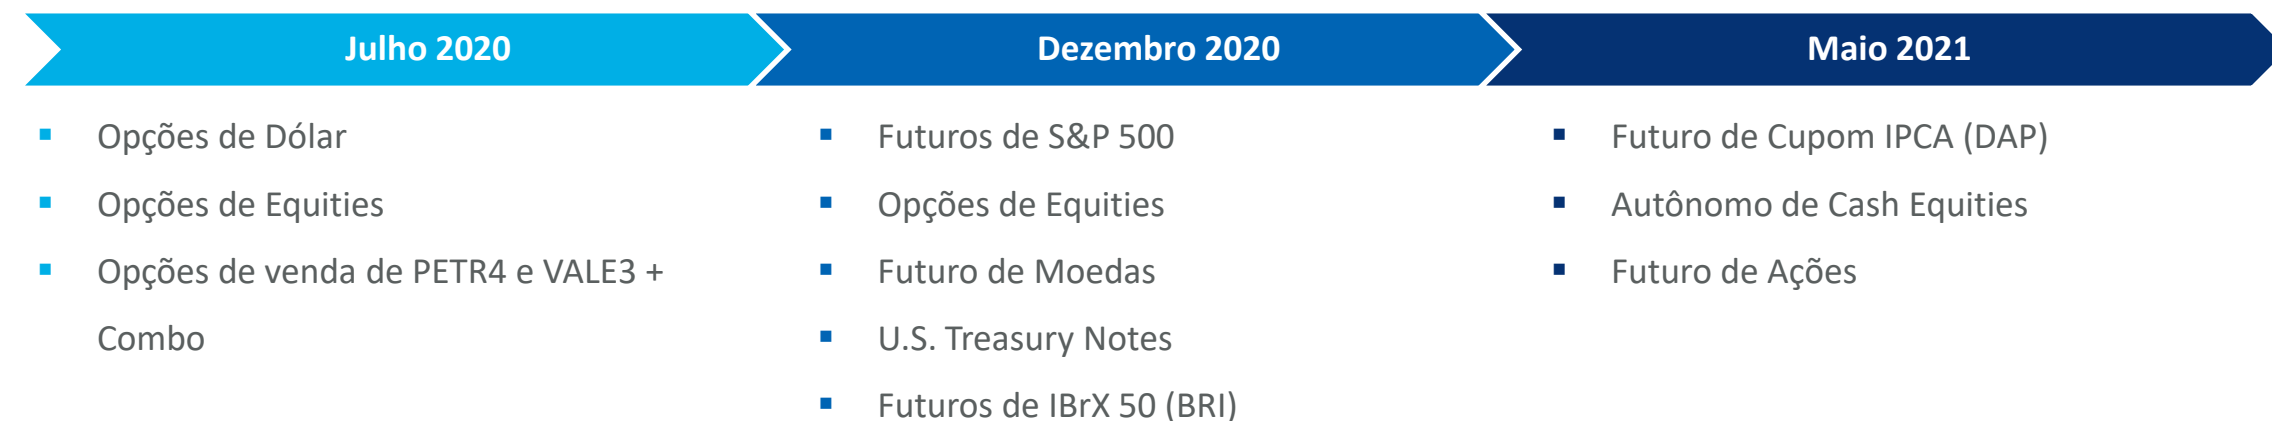 Julho 2020
Opções de Dólar
Opções de Equities
Opções de venda de PETR4 e VALE3 +
Combo
Dezembro 2020
Futuros de S&P 500
Opções de Equities
Futuro de Moedas
U.S. Treasury Notes
Futuros de IBrX 50 (BRI)
Maio 2021
Futuro de Cupom IPCA (DAP)
Autônomo de Cash Equities
Futuro de Ações